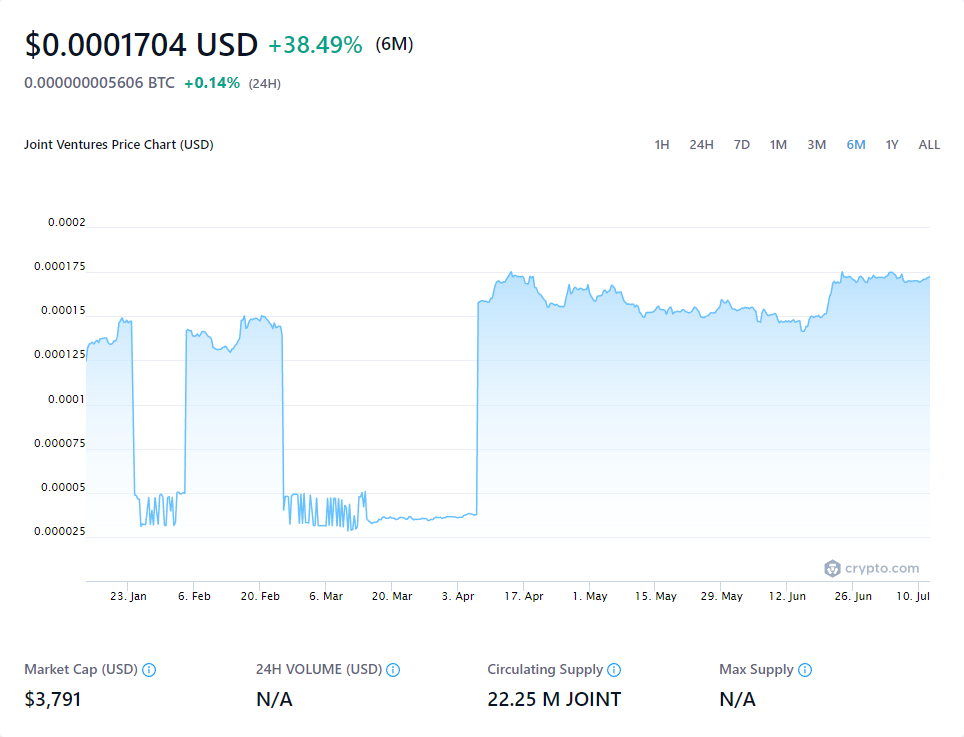 $0.0001704 USD +38.49% (6M)
0.000000005606 BTC +0.14% (24H)
Joint Ventures Price Chart (USD) 1H 24H 7D 1M 3M 6M 1Y ALL
0.0002
0.000175
0.00015
0.000125
0.0001
0.000075
0.00005
0.000025
crypto.com
23. Jan 6. Feb 20. Feb 6. Mar 20. Mar 3. Apr 17. Apr 1. May 15. May 29. May 12. Jun 26. Jun 10. Jul
Market Cap (USD) 24H VOLUME (USD) Circulating Supply Max Supply
$3,791 N/A 22.25 M JOINT N/A